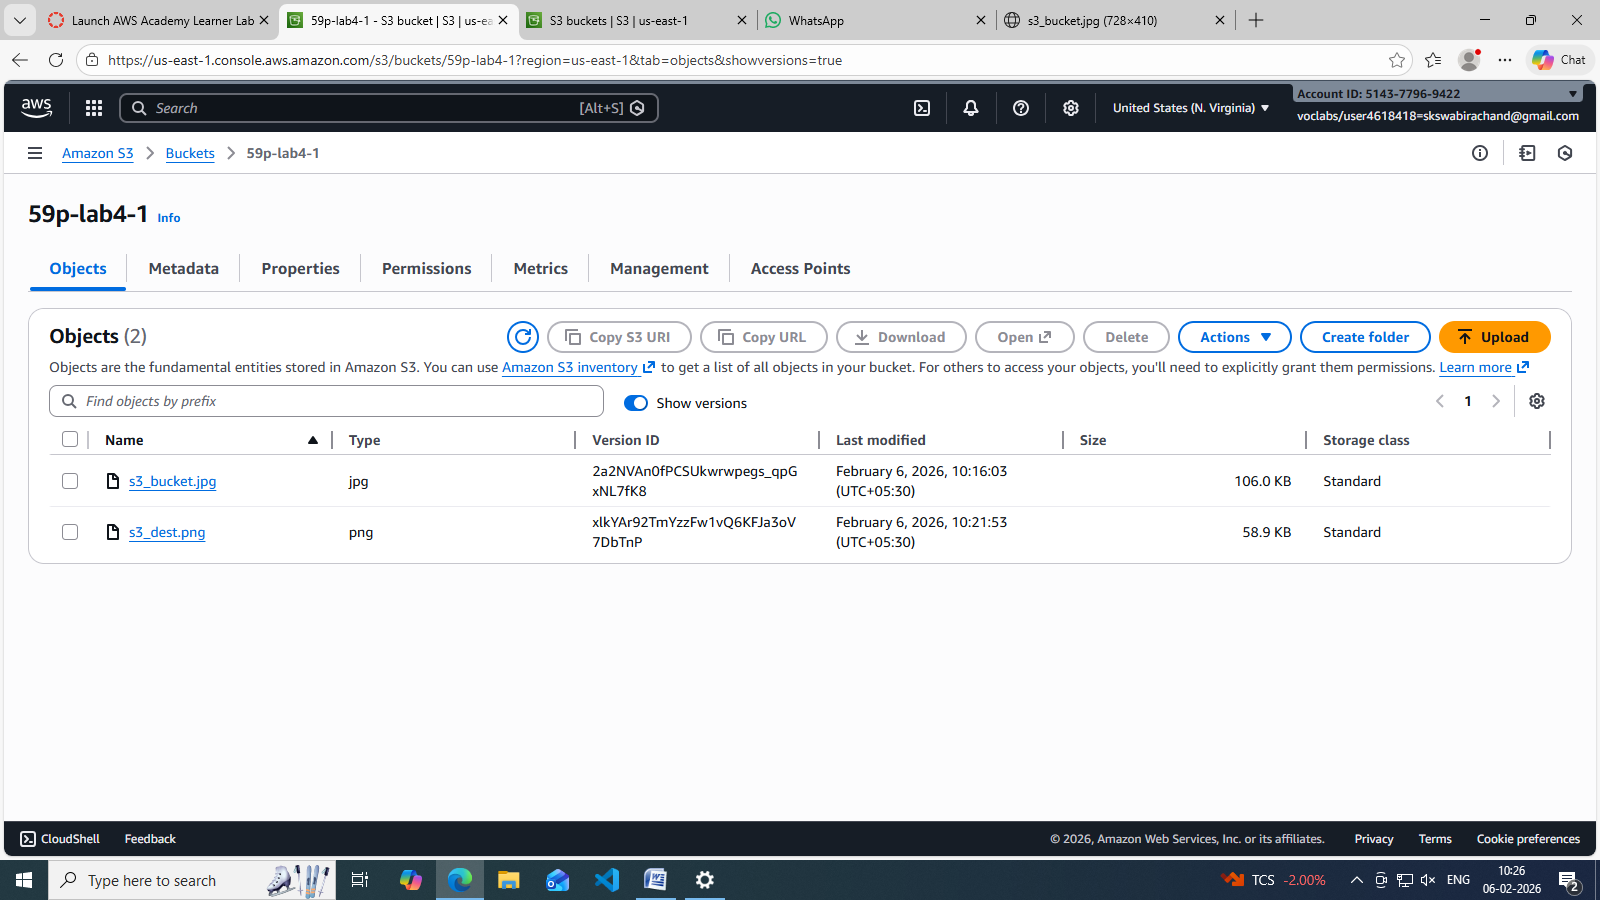 Launch AWS Academy Learner Lab
59p-lab4-1 - S3 bucket | S3 | us-ea
S3 buckets | S3 | us-east-1
WhatsApp
s3_bucket.jpg (728×410)
https://us-east-1.console.aws.amazon.com/s3/buckets/59p-lab4-1?region=us-east-1&tab=objects&showversions=true
Chat
aws
Search
[Alt+S]
United States (N. Virginia)
Account ID: 5143-7796-9422
voclabs/user4618418=skswabirachand@gmail.com
Amazon S3
Buckets
59p-lab4-1
59p-lab4-1 Info
Objects
Metadata
Properties
Permissions
Metrics
Management
Access Points
Objects (2)
Copy S3 URI
Copy URL
Download
Open
Delete
Actions
Create folder
Upload
Objects are the fundamental entities stored in Amazon S3. You can use Amazon S3 inventory to get a list of all objects in your bucket. For others to access your objects, you'll need to explicitly grant them permissions. Learn more
Find objects by prefix
Show versions
1
Name
Type
Version ID
Last modified
Size
Storage class
s3_bucket.jpg
jpg
2a2NVAn0fPCSUkwrwpegs_qpG
xNL7fK8
February 6, 2026, 10:16:03
(UTC+05:30)
106.0 KB
Standard
s3_dest.png
png
xlkYAr92TmYzzFw1vQ6KFJa3oV
7DbTnP
February 6, 2026, 10:21:53
(UTC+05:30)
58.9 KB
Standard
CloudShell
Feedback
© 2026, Amazon Web Services, Inc. or its affiliates.
Privacy
Terms
Cookie preferences
Type here to search
TCS -2.00%
ENG
10:26
06-02-2026
2